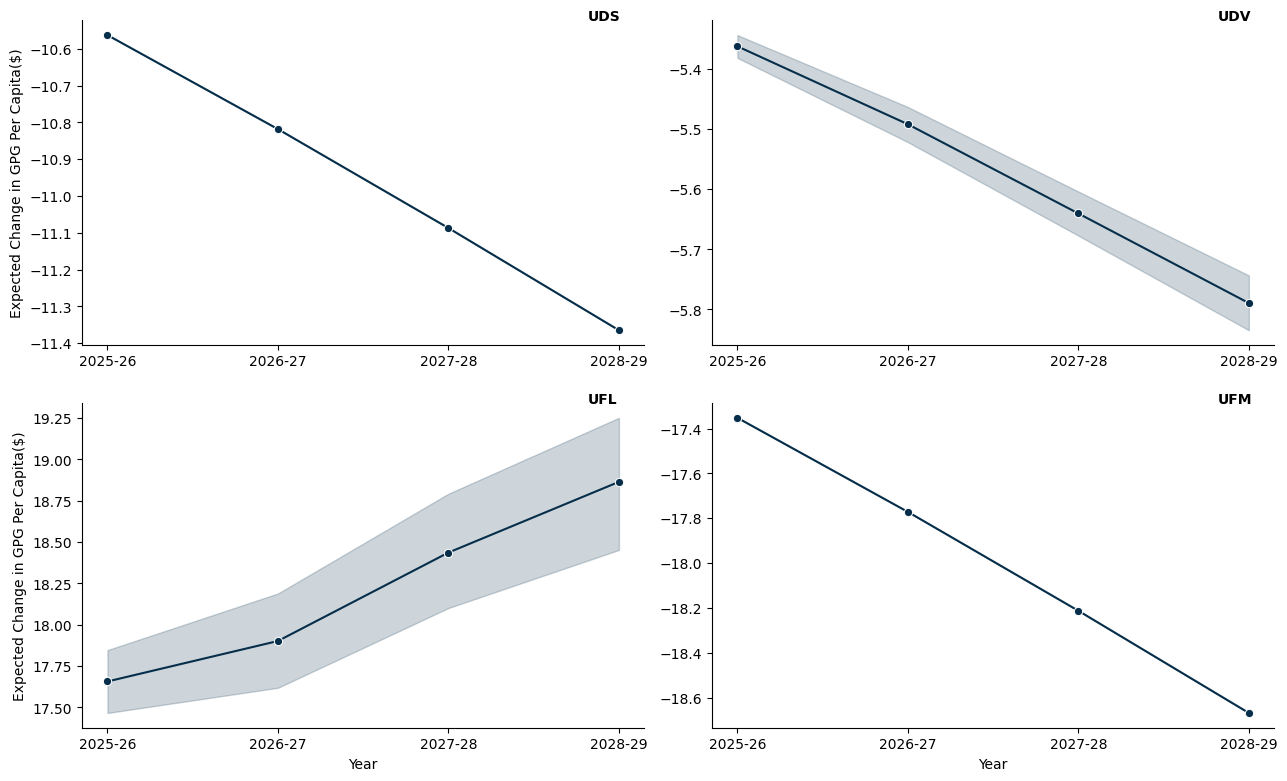 UDS
Expected Change in GPG Per Capita($)
−10.6
−10.7
−10.8
−10.9
−11.0
−11.1
−11.2
−11.3
−11.4
2025-26 2026-27 2027-28 2028-29
UDV
−5.4
−5.5
−5.6
−5.7
−5.8
2025-26 2026-27 2027-28 2028-29
UFL
Expected Change in GPG Per Capita($)
19.25
19.00
18.75
18.50
18.25
18.00
17.75
17.50
2025-26 2026-27 2027-28 2028-29
Year
UFM
−17.4
−17.6
−17.8
−18.0
−18.2
−18.4
−18.6
2025-26 2026-27 2027-28 2028-29
Year